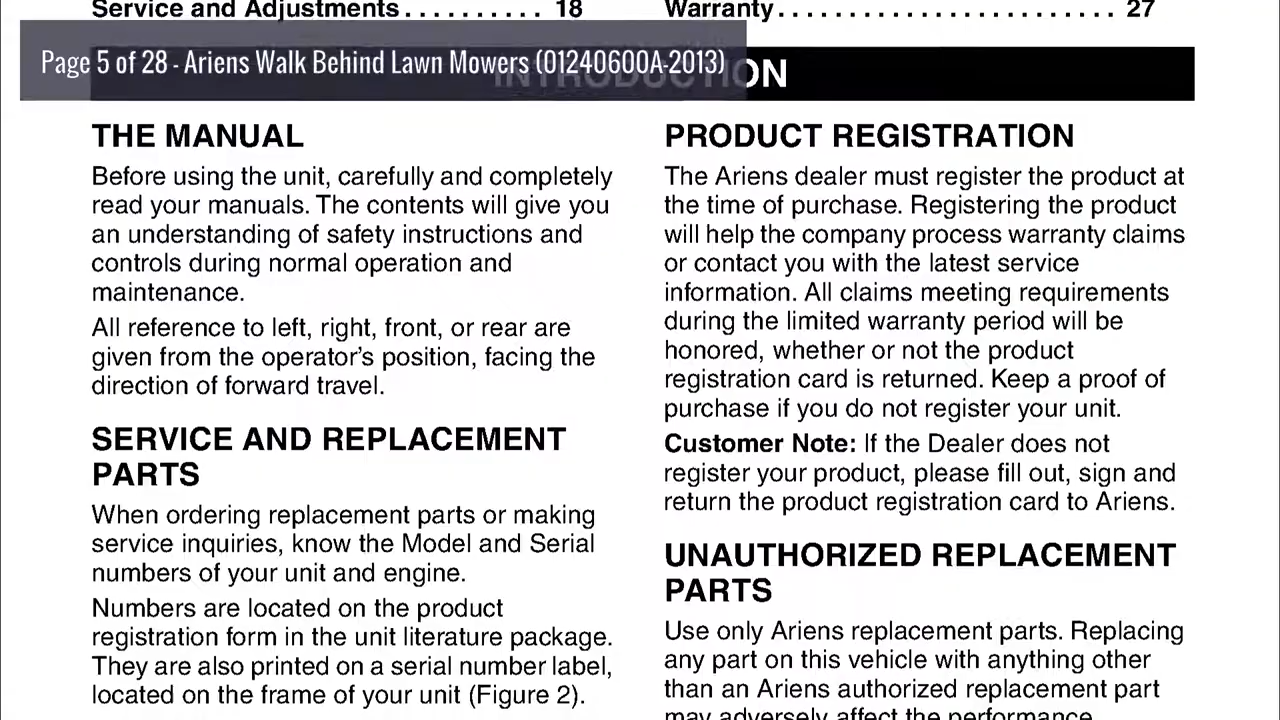 Service and Adjustments . . . . . . . . . . 18
Warranty . . . . . . . . . . . . . . . . . . . . . . . . 27
Page 5 of 28 - Ariens Walk Behind Lawn Mowers (01240600A-2013)
INTRODUCTION
THE MANUAL
Before using the unit, carefully and completely
read your manuals. The contents will give you
an understanding of safety instructions and
controls during normal operation and
maintenance.
All reference to left, right, front, or rear are
given from the operator's position, facing the
direction of forward travel.
SERVICE AND REPLACEMENT
PARTS
When ordering replacement parts or making
service inquiries, know the Model and Serial
numbers of your unit and engine.
Numbers are located on the product
registration form in the unit literature package.
They are also printed on a serial number label,
located on the frame of your unit (Figure 2).
PRODUCT REGISTRATION
The Ariens dealer must register the product at
the time of purchase. Registering the product
will help the company process warranty claims
or contact you with the latest service
information. All claims meeting requirements
during the limited warranty period will be
honored, whether or not the product
registration card is returned. Keep a proof of
purchase if you do not register your unit.
Customer Note: If the Dealer does not
register your product, please fill out, sign and
return the product registration card to Ariens.
UNAUTHORIZED REPLACEMENT
PARTS
Use only Ariens replacement parts. Replacing
any part on this vehicle with anything other
than an Ariens authorized replacement part
may adversely affect the performance,